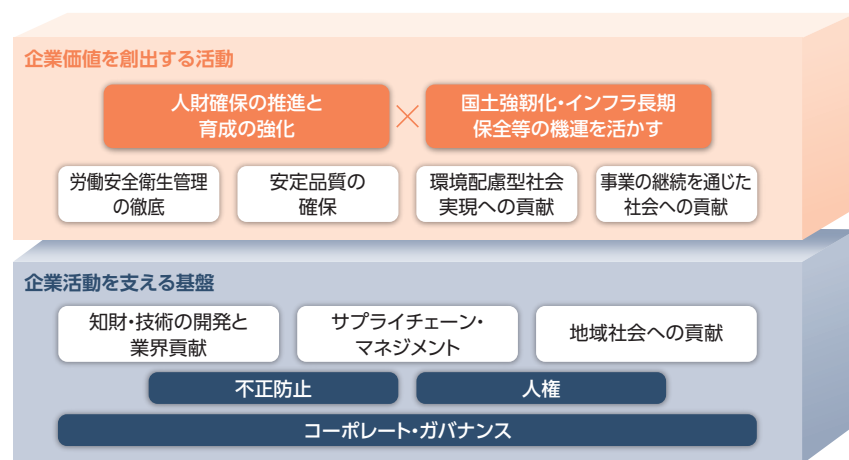 企業価値を創出する活動
人財確保の推進と
育成の強化
×
国土強靭化・インフラ長期
保全等の機運を活かす
労働安全衛生管理
の徹底
安定品質の
確保
環境配慮型社会
実現への貢献
事業の継続を通じた
社会への貢献
企業活動を支える基盤
知財・技術の開発と
業界貢献
サプライチェーン・
マネジメント
地域社会への貢献
不正防止
人権
コーポレート・ガバナンス